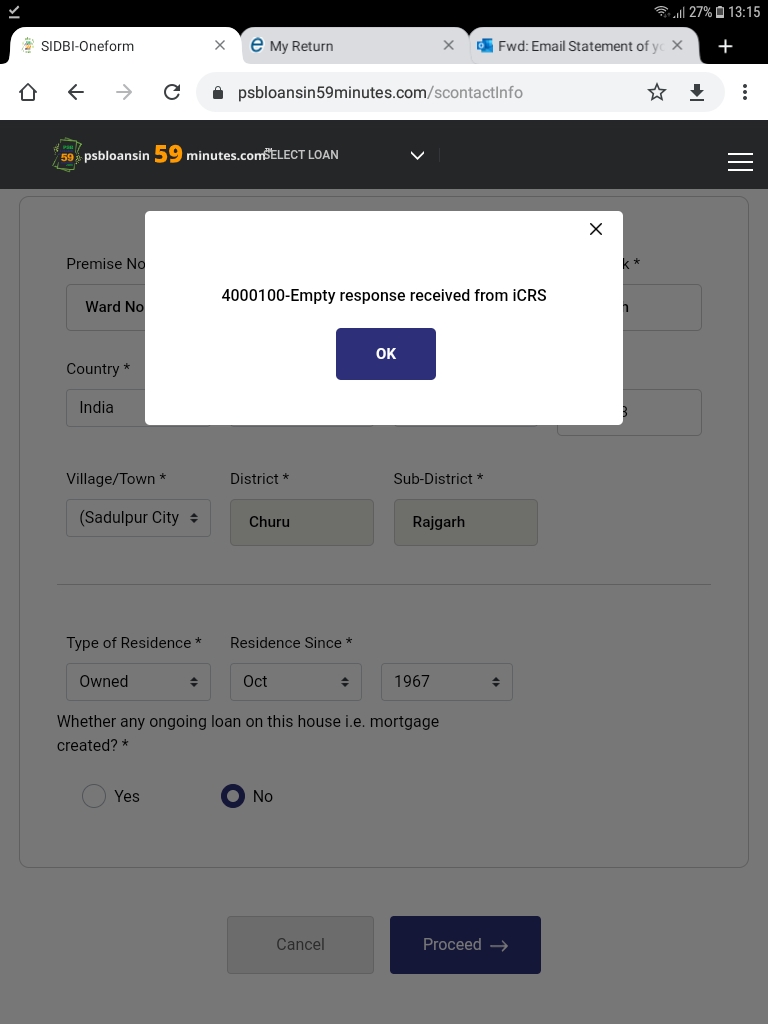 27% 13:15
SIDBI-Oneform
My Return
Fwd: Email Statement of yo
psbloansin59minutes.com/scontactInfo
PSB
59
psbloansin 59 minutes.com
SELECT LOAN
4000100-Empty response received from iCRS
OK
Premise No
k *
Ward No
Country *
India
Village/Town *
District *
Sub-District *
(Sadulpur City
Churu
Rajgarh
Type of Residence *
Residence Since *
Owned
Oct
1967
Whether any ongoing loan on this house i.e. mortgage
created? *
Yes
No
Cancel
Proceed